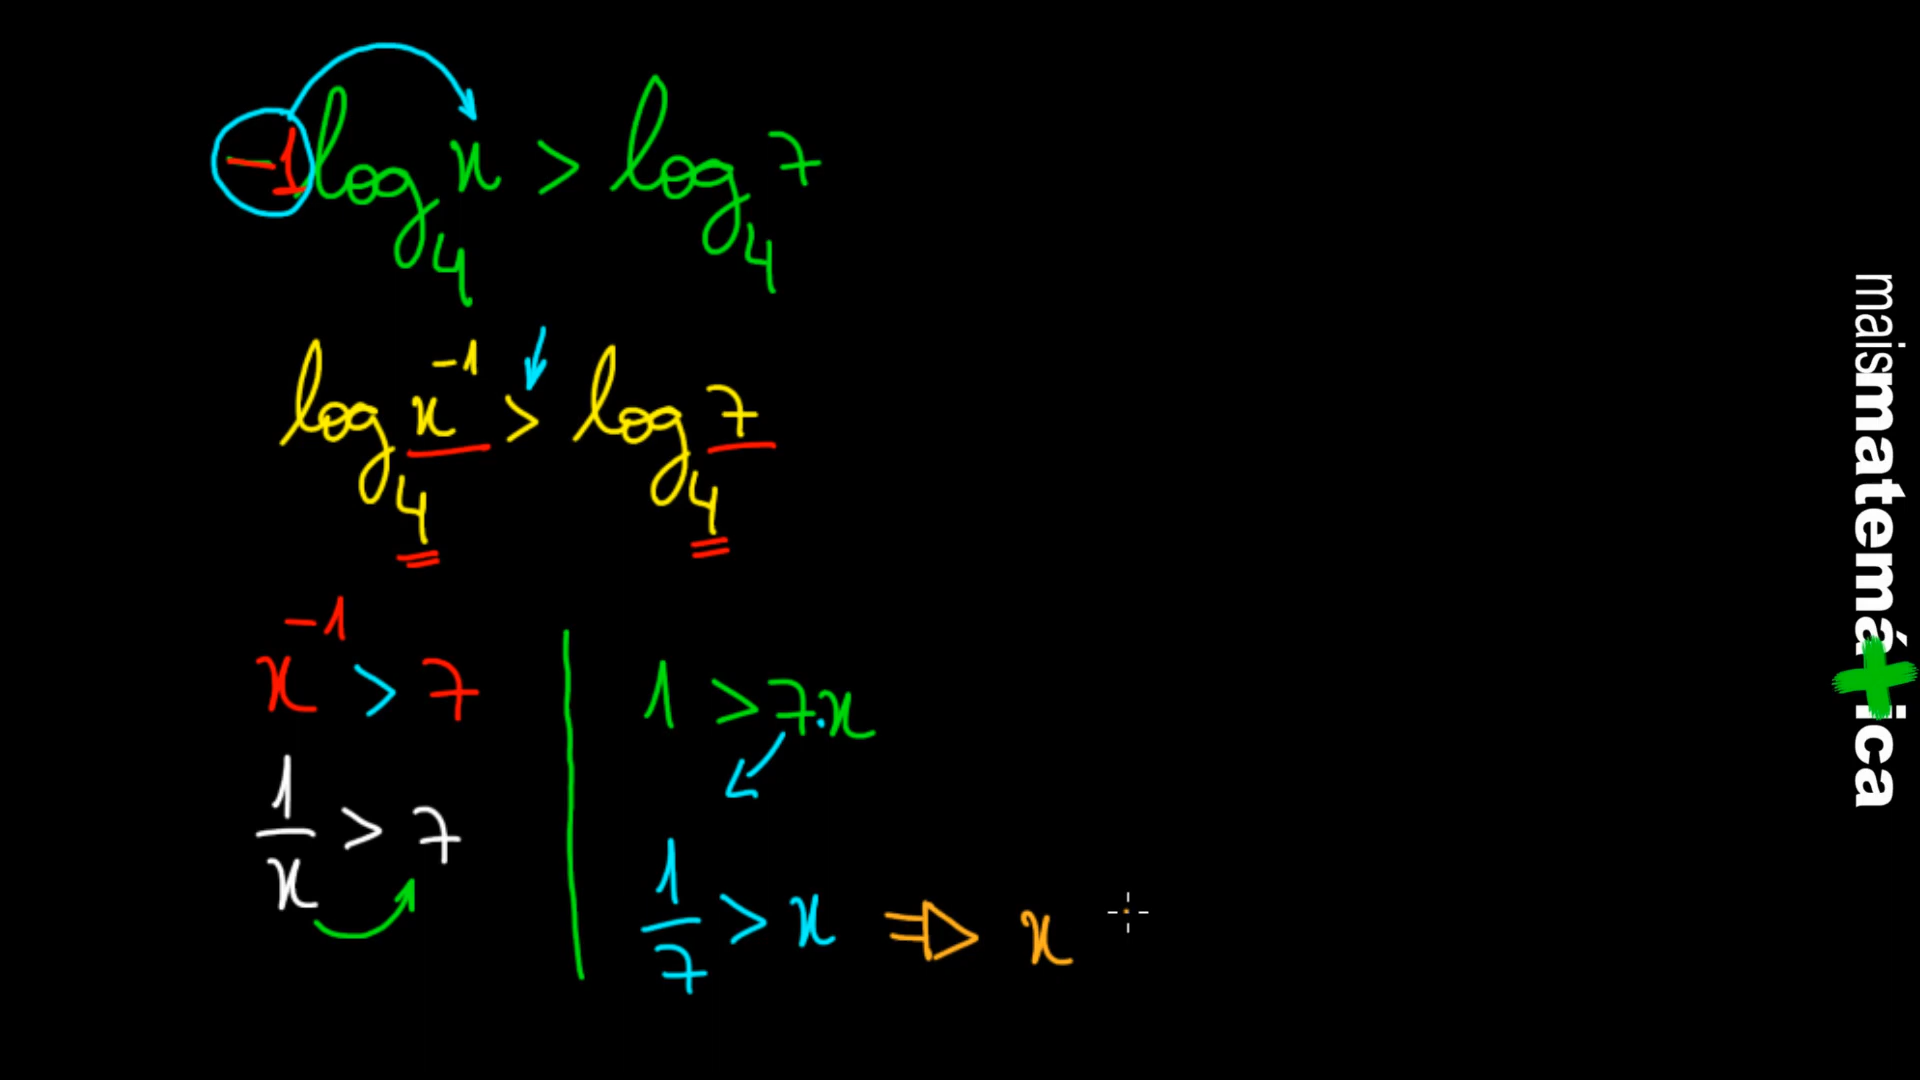 -1 log₄ x > log₄ 7
log₄ x⁻¹ > log₄ 7
x⁻¹ > 7
1/x > 7
1 > 7·x
1/7 > x ⇒ x
maismatemática